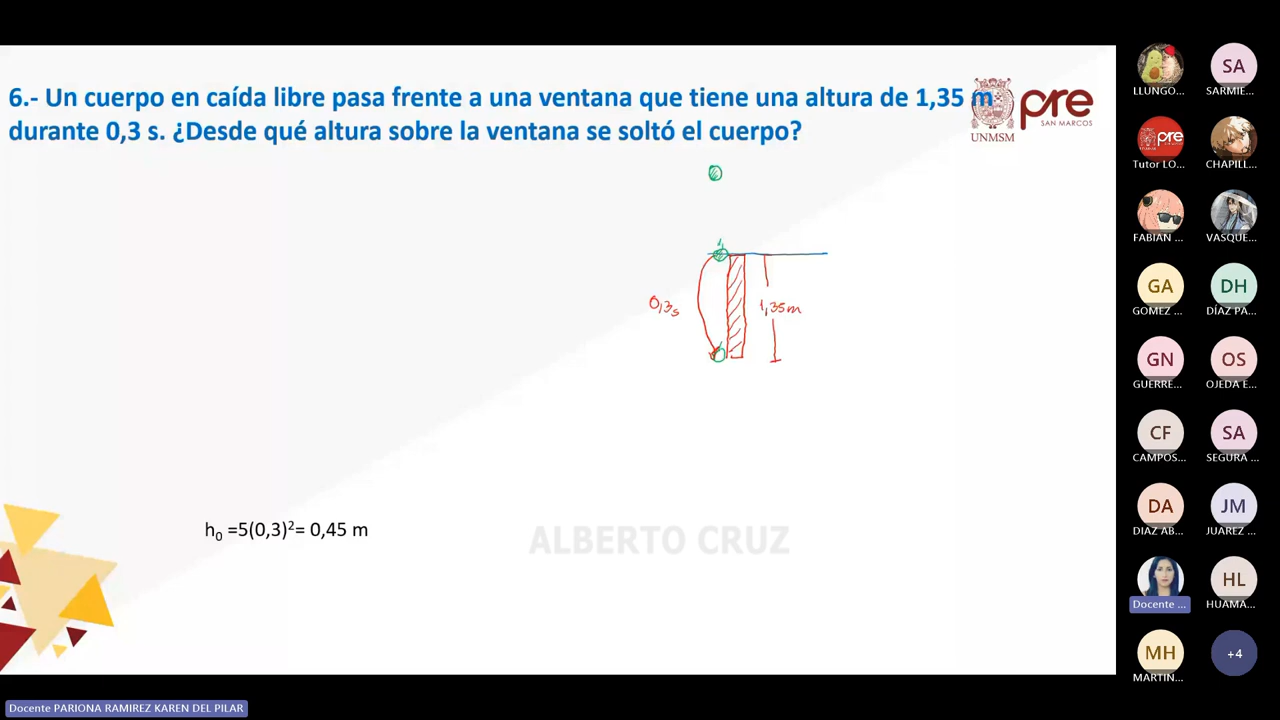 6.- Un cuerpo en caída libre pasa frente a una ventana que tiene una altura de 1,35 m
durante 0,3 s. ¿Desde qué altura sobre la ventana se soltó el cuerpo?
UNMSM
pre
SAN MARCOS
0,3s
1,35m
h₀ =5(0,3)²= 0,45 m
ALBERTO CRUZ
LLUNGO...
SA
SARMIE...
pre
Tutor LO...
CHAPILL...
FABIAN ...
VASQUE...
GA
GOMEZ ...
DH
DÍAZ PA...
GN
GUERRE...
OS
OJEDA E...
CF
CAMPOS...
SA
SEGURA ...
DA
DIAZ AB...
JM
JUAREZ ...
Docente ...
HL
HUAMA...
MH
MARTIN...
+4
Docente PARIONA RAMIREZ KAREN DEL PILAR